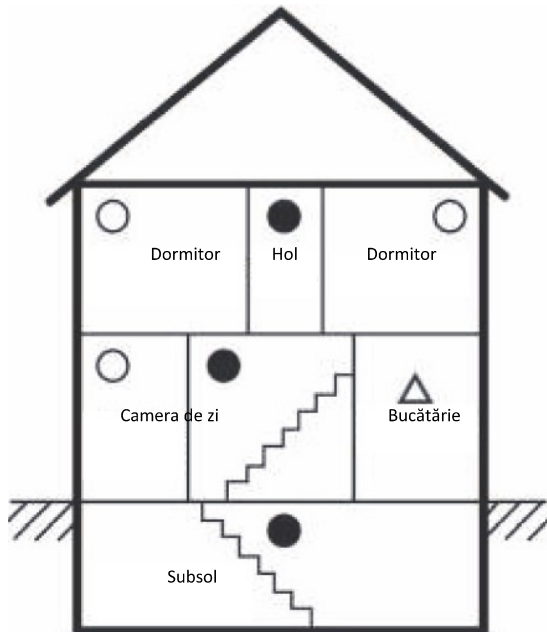 Dormitor
Hol
Dormitor
Camera de zi
Bucătărie
Subsol